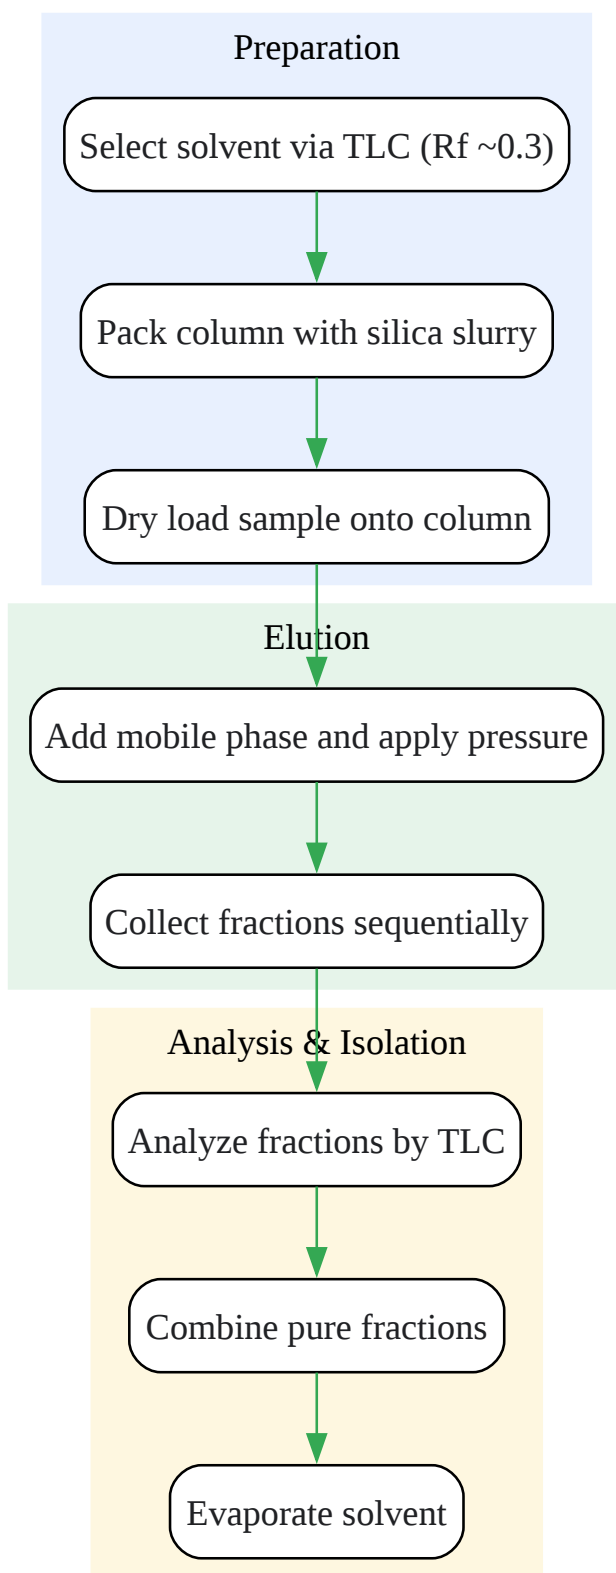 Preparation
Select solvent via TLC (Rf ~0.3)
Pack column with silica slurry
Dry load sample onto column
Elution
Add mobile phase and apply pressure
Collect fractions sequentially
Analysis & Isolation
Analyze fractions by TLC
Combine pure fractions
Evaporate solvent